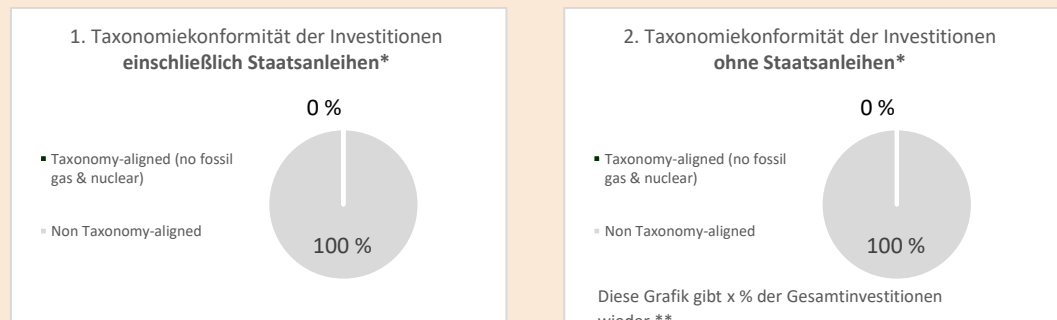 1. Taxonomiekonformität der Investitionen
einschließlich Staatsanleihen*
0 %
Taxonomy-aligned (no fossil
gas & nuclear)
Non Taxonomy-aligned
100 %
2. Taxonomiekonformität der Investitionen
ohne Staatsanleihen*
0 %
Taxonomy-aligned (no fossil
gas & nuclear)
Non Taxonomy-aligned
100 %
Diese Grafik gibt x % der Gesamtinvestitionen
wieder.**